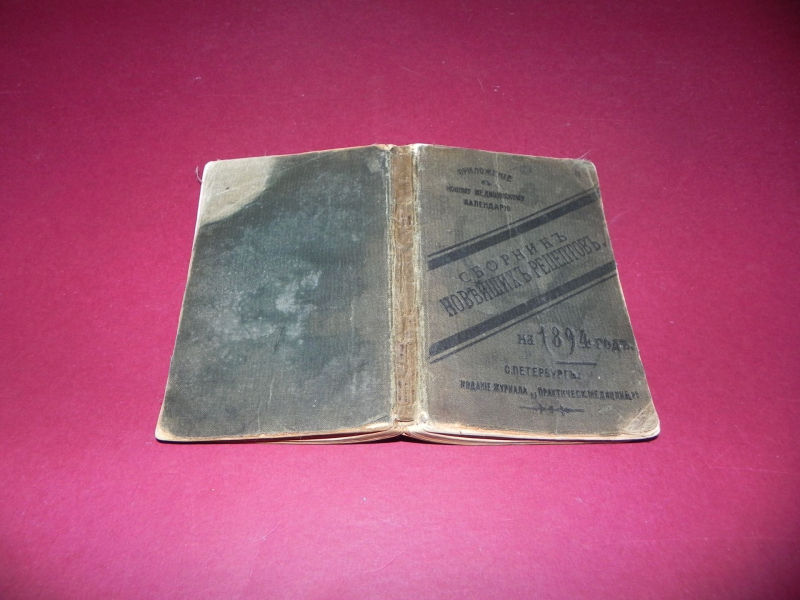 ПРИЛОЖЕНІЕ
КЪ
МЕДИЦИНСКОМУ
КАЛЕНДАРЮ
СБОРНИКЪ
НОВѢЙШИХЪ РЕЦЕПТОВЪ
на 1894 годъ.
С.ПЕТЕРБУРГЪ.
ИЗДАНІЕ ЖУРНАЛА „ПРАКТИЧЕСК. МЕДИЦИНА"